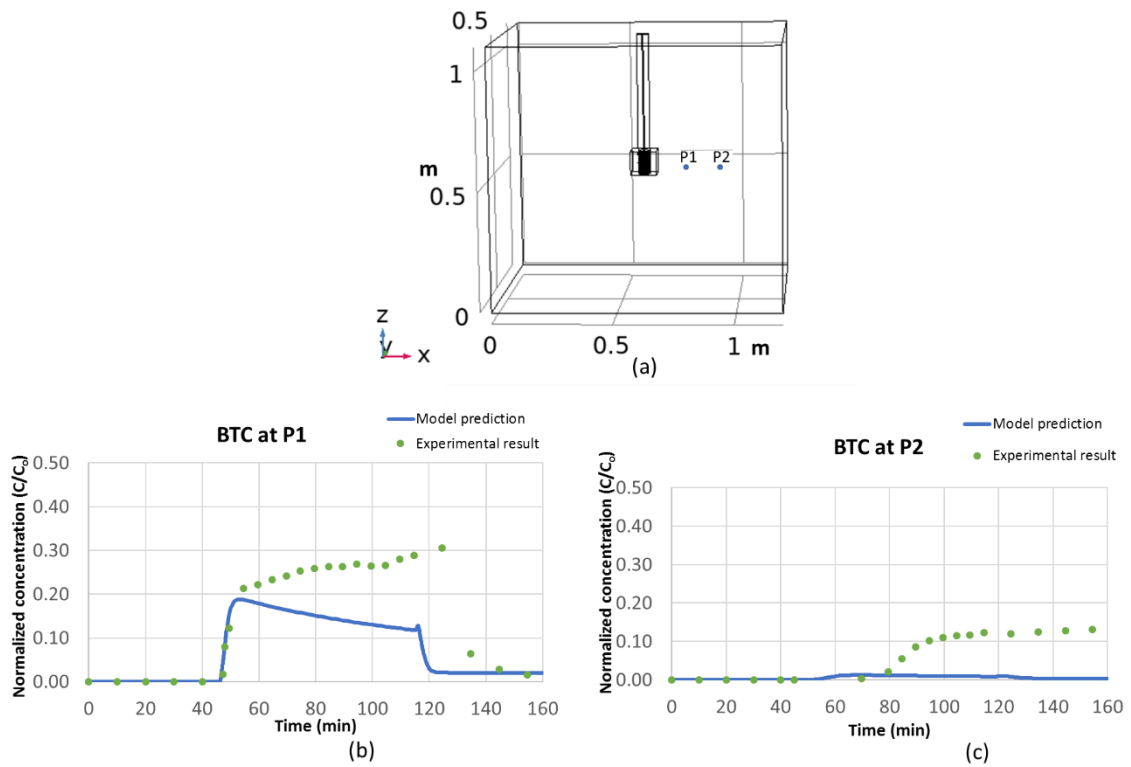 0.5
1
P1 P2
m
0.5
0
z
y x
0 0.5 1 m
(a)
BTC at P1
Model prediction
Experimental result
Normalized concentration (C/Co)
0.50
0.40
0.30
0.20
0.10
0.00
0 20 40 60 80 100 120 140 160
Time (min)
(b)
BTC at P2
Model prediction
Experimental result
Normalized concentration (C/Co)
0.50
0.40
0.30
0.20
0.10
0.00
0 20 40 60 80 100 120 140 160
Time (min)
(c)